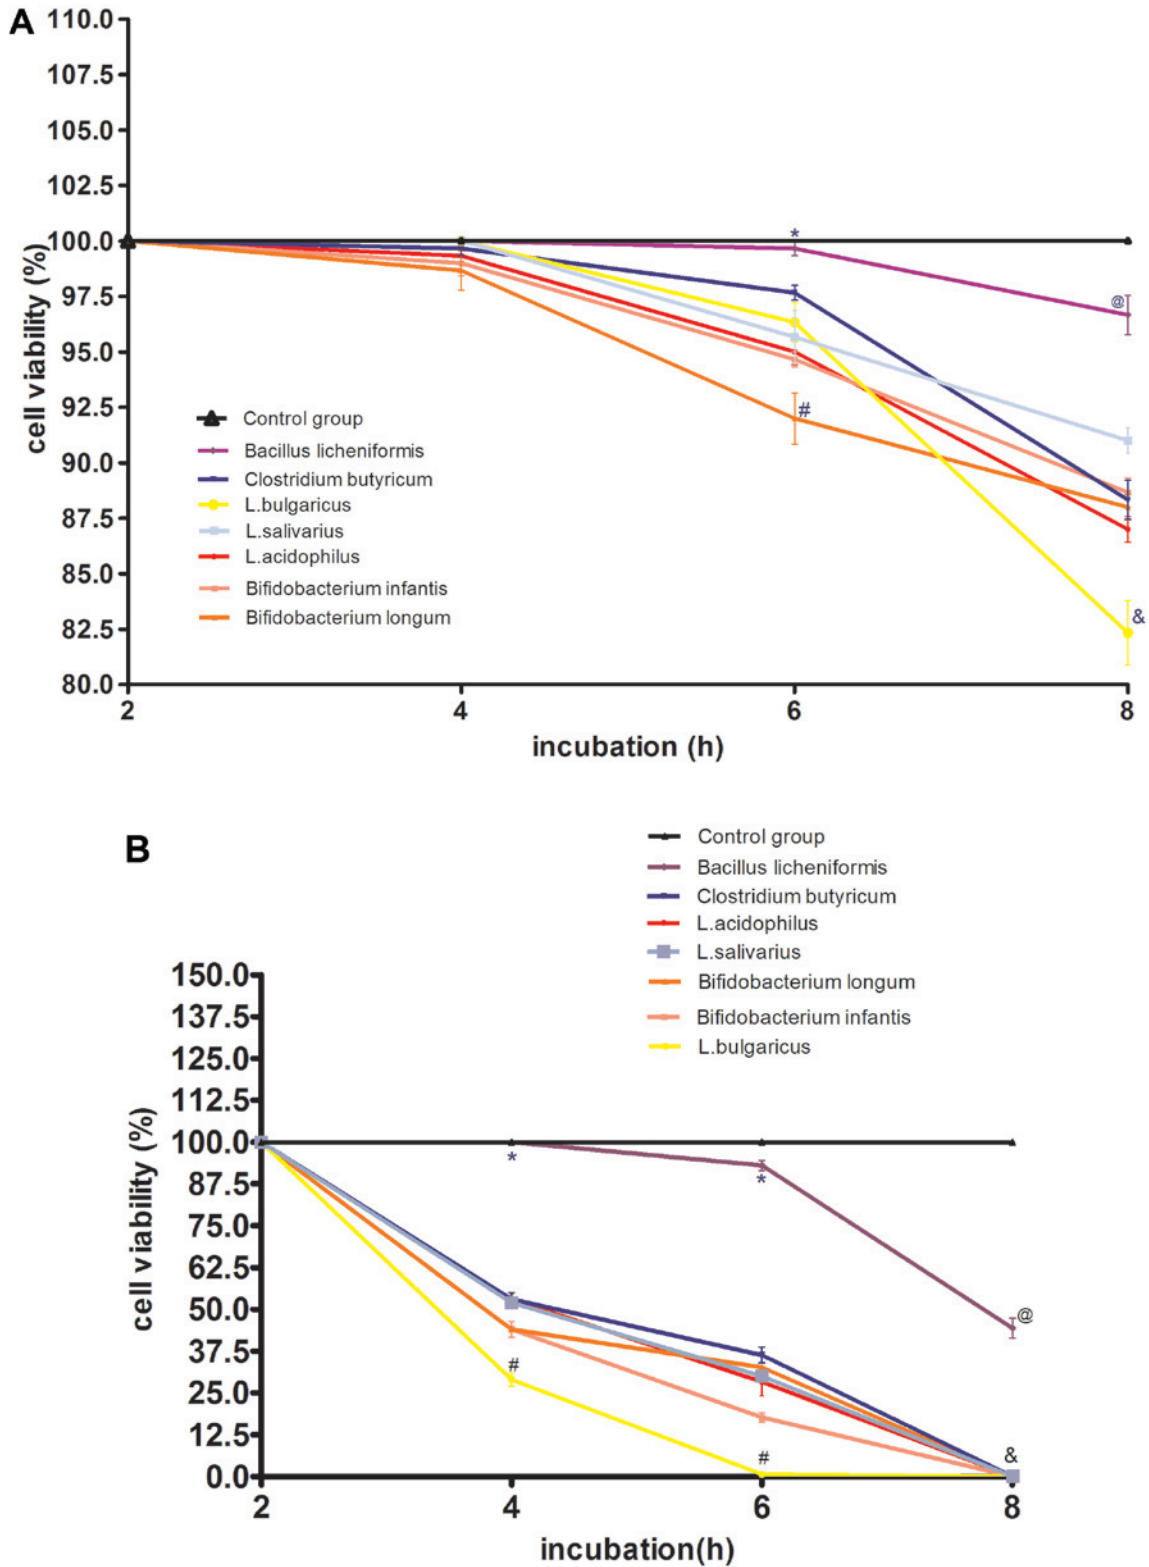 A
110.0
107.5
105.0
102.5
100.0
97.5
95.0
92.5
90.0
87.5
85.0
82.5
80.0
cell viability (%)
*
@
#
&
Control group
Bacillus licheniformis
Clostridium butyricum
L.bulgaricus
L.salivarius
L.acidophilus
Bifidobacterium infantis
Bifidobacterium longum
2 4 6 8
incubation (h)
B
Control group
Bacillus licheniformis
Clostridium butyricum
L.acidophilus
L.salivarius
Bifidobacterium longum
Bifidobacterium infantis
L.bulgaricus
150.0
137.5
125.0
112.5
100.0
87.5
75.0
62.5
50.0
37.5
25.0
12.5
0.0
cell viability (%)
*
*
@
#
#
&
2 4 6 8
incubation(h)